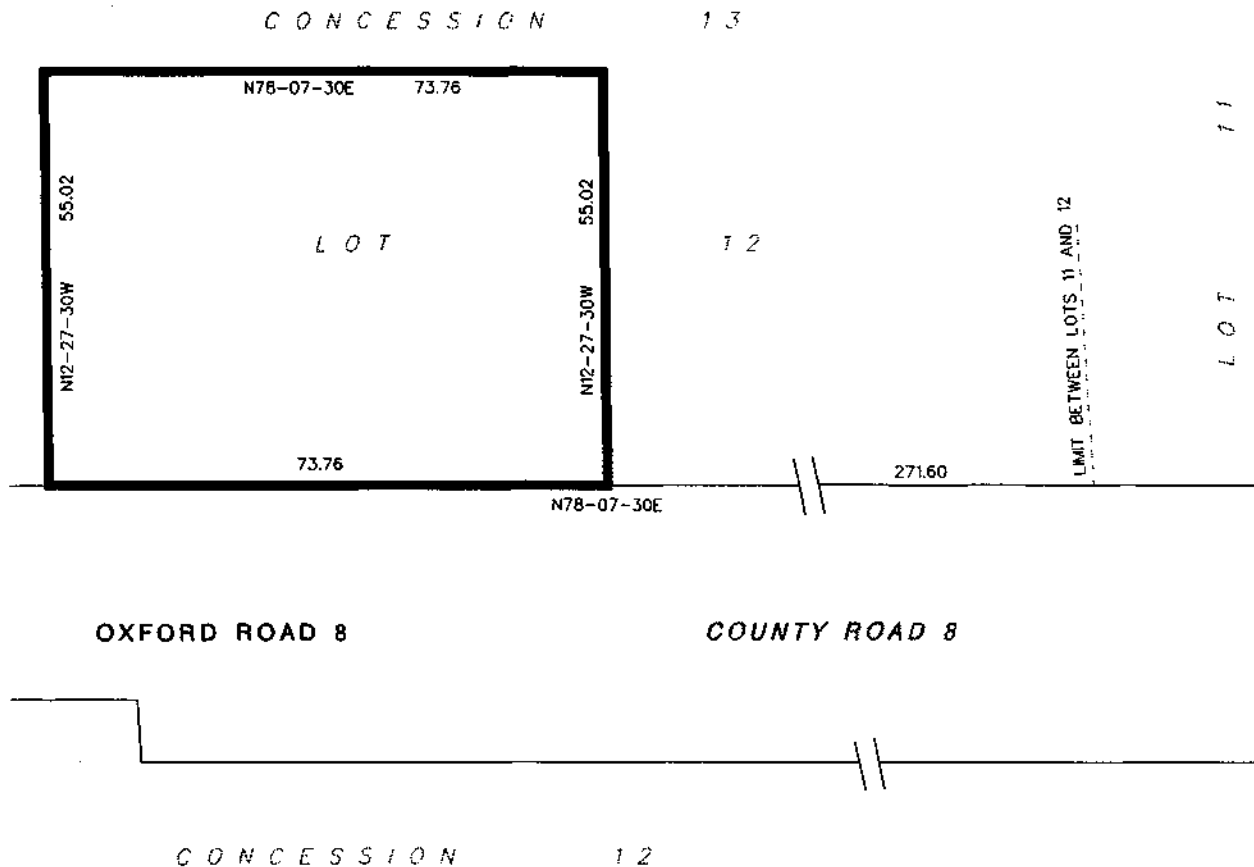 CONCESSION 13
N78-07-30E 73.76
55.02
N12-27-30W
55.02
N12-27-30W
LOT 12
LOT 11
LIMIT BETWEEN LOTS 11 AND 12
73.76
271.60
N78-07-30E
OXFORD ROAD 8 COUNTY ROAD 8
CONCESSION 12